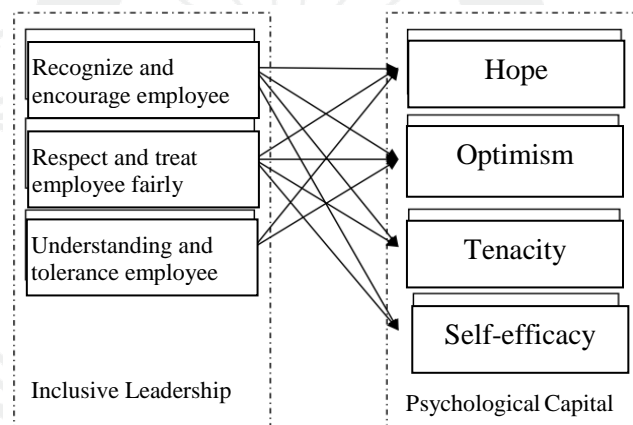 Recognize and
encourage employee
Respect and treat
employee fairly
Understanding and
tolerance employee
Inclusive Leadership
Hope
Optimism
Tenacity
Self-efficacy
Psychological Capital